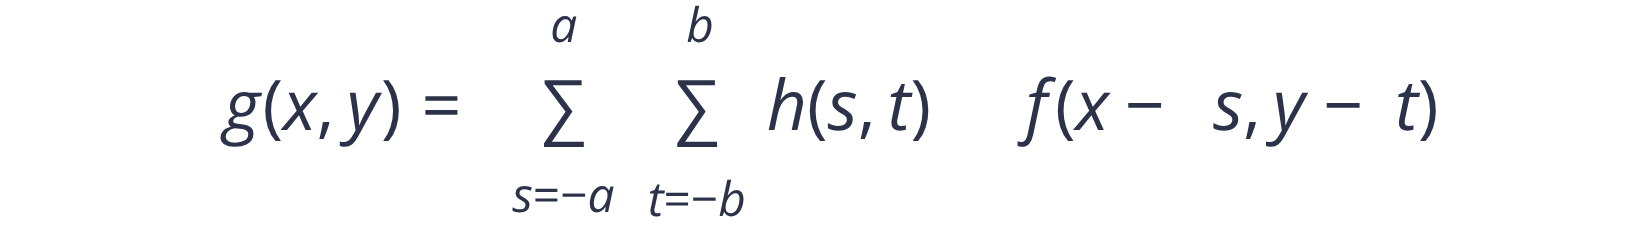 a b
g(x, y) = ∑ ∑ h(s, t) f(x − s, y − t)
s=−a t=−b